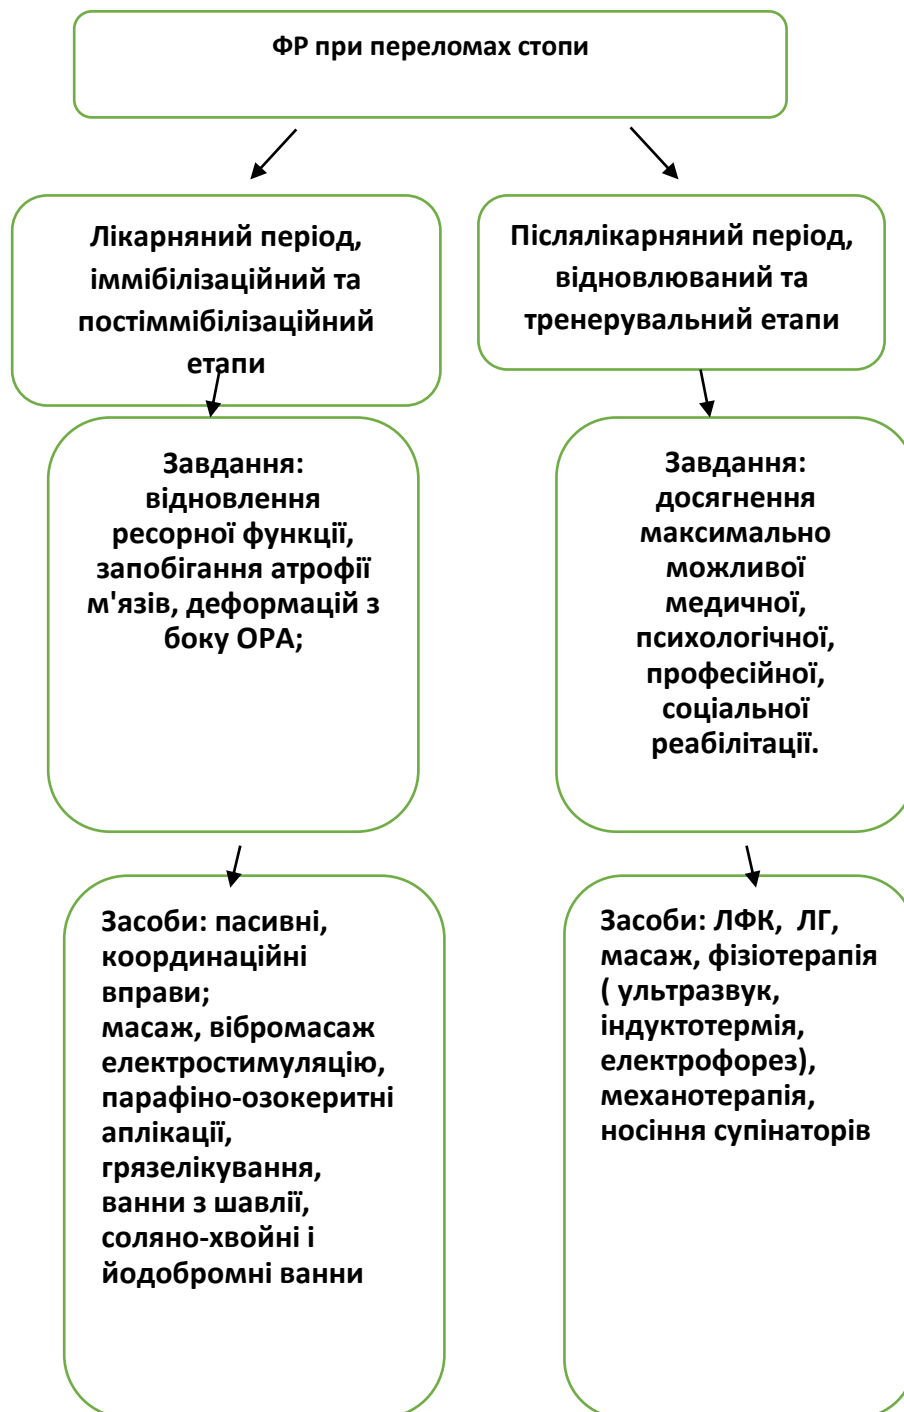 ФР при переломах стопи
Лікарняний період,
іммібілізаційний та
постіммібілізаційний
етапи
Післялікарняний період,
відновлюваний та
тренерувальний етапи
Завдання:
відновлення
ресорної функції,
запобігання атрофії
м'язів, деформацій з
боку ОРА;
Завдання:
досягнення
максимально
можливої
медичної,
психологічної,
професійної,
соціальної
реабілітації.
Засоби: пасивні,
координаційні
вправи;
масаж, вібромасаж
електростимуляцію,
парафіно-озокеритні
аплікації,
грязелікування,
ванни з шавлії,
соляно-хвойні і
йодобромні ванни
Засоби: ЛФК, ЛГ,
масаж, фізіотерапія
( ультразвук,
індуктотермія,
електрофорез),
механотерапія,
носіння супінаторів